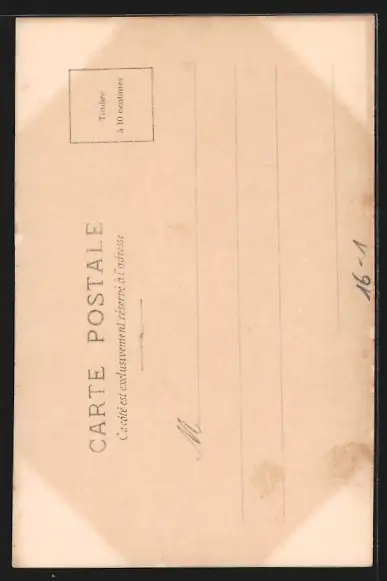 CARTE POSTALE
Ce côté est exclusivement réservé à l'adresse
Timbre
à 10 centimes
M
16-1